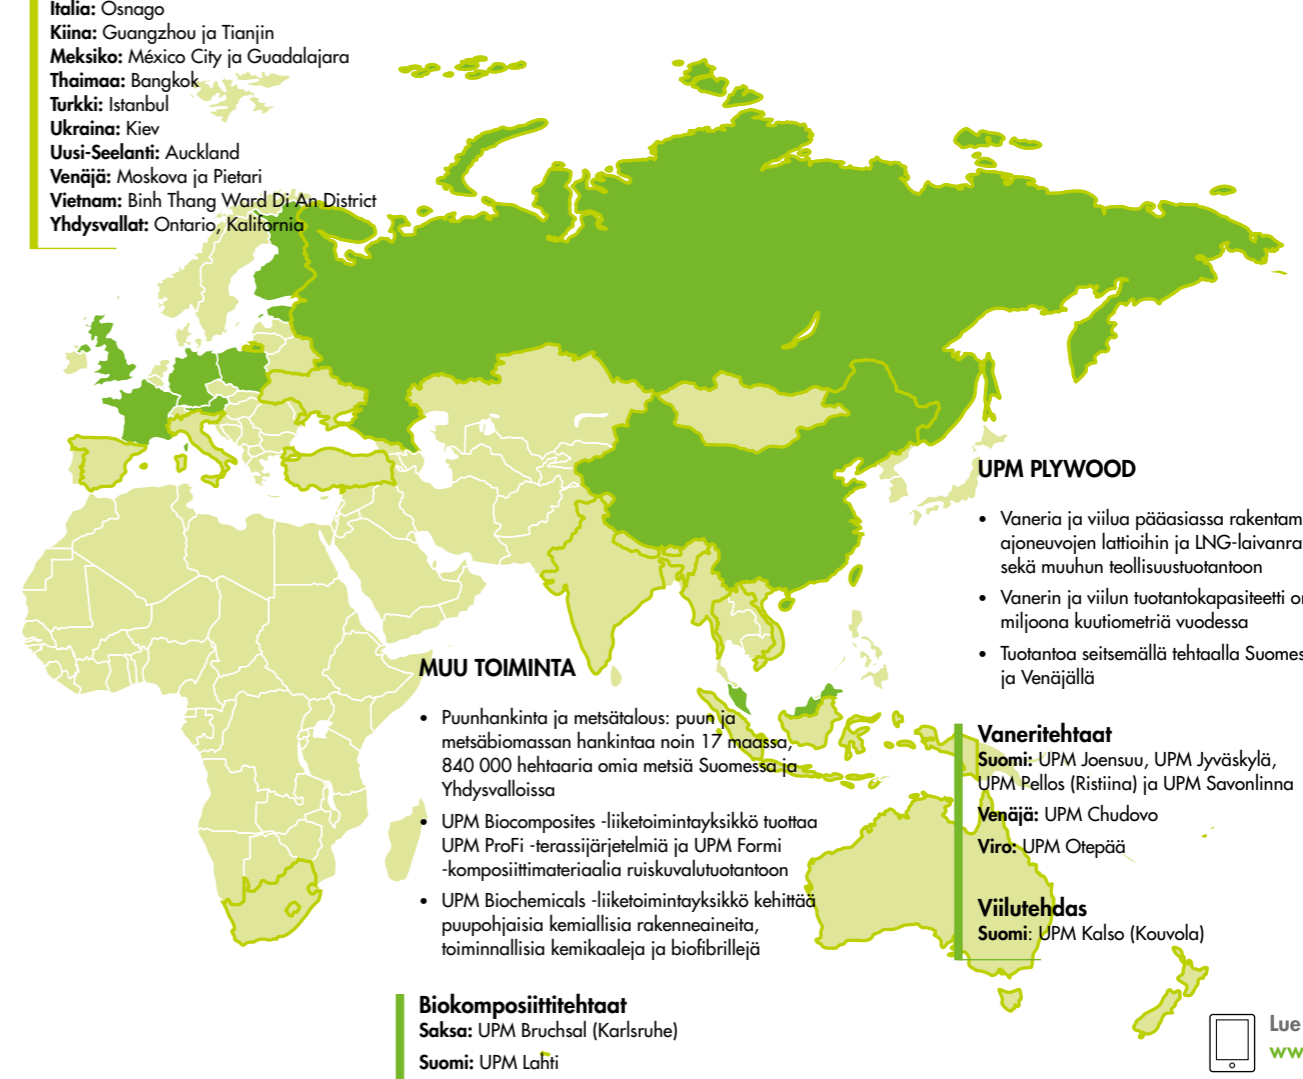 Italia: Osnago
Kiina: Guangzhou ja Tianjin
Meksiko: México City ja Guadalajara
Thaimaa: Bangkok
Turkki: Istanbul
Ukraina: Kiev
Uusi-Seelanti: Auckland
Venäjä: Moskova ja Pietari
Vietnam: Binh Thang Ward Di An District
Yhdysvallat: Ontario, Kalifornia
MUU TOIMINTA
• Puunhankinta ja metsätalous: puun ja
metsäbiomassan hankintaa noin 17 maassa,
840 000 hehtaaria omia metsiä Suomessa ja
Yhdysvalloissa
• UPM Biocomposites -liiketoimintayksikkö tuottaa
UPM ProFi -terassijärjetelmiä ja UPM Formi
-komposiittimateriaalia ruiskuvalutuotantoon
• UPM Biochemicals -liiketoimintayksikkö kehittää
puupohjaisia kemiallisia rakenneaineita,
toiminnallisia kemikaaleja ja biofibrillejä
Biokomposiittitehtaat
Saksa: UPM Bruchsal (Karlsruhe)
Suomi: UPM Lahti
UPM PLYWOOD
• Vaneria ja viilua pääasiassa
ajoneuvojen lattioihin ja
sekä muuhun teollisuustuotantoon
• Vanerin ja viilun tuotantokapasiteetti
miljoona kuutiometriä vuodessa
• Tuotantoa seitsemällä tehtaalla
ja Venäjällä
Vaneritehtaat
Suomi: UPM Joensuu, UPM Jyväskylä,
UPM Pellos (Ristiina) ja UPM Savonlinna
Venäjä: UPM Chudovo
Viro: UPM Otepää
Viilutehdas
Suomi: UPM Kalso (Kouvola)
Lue